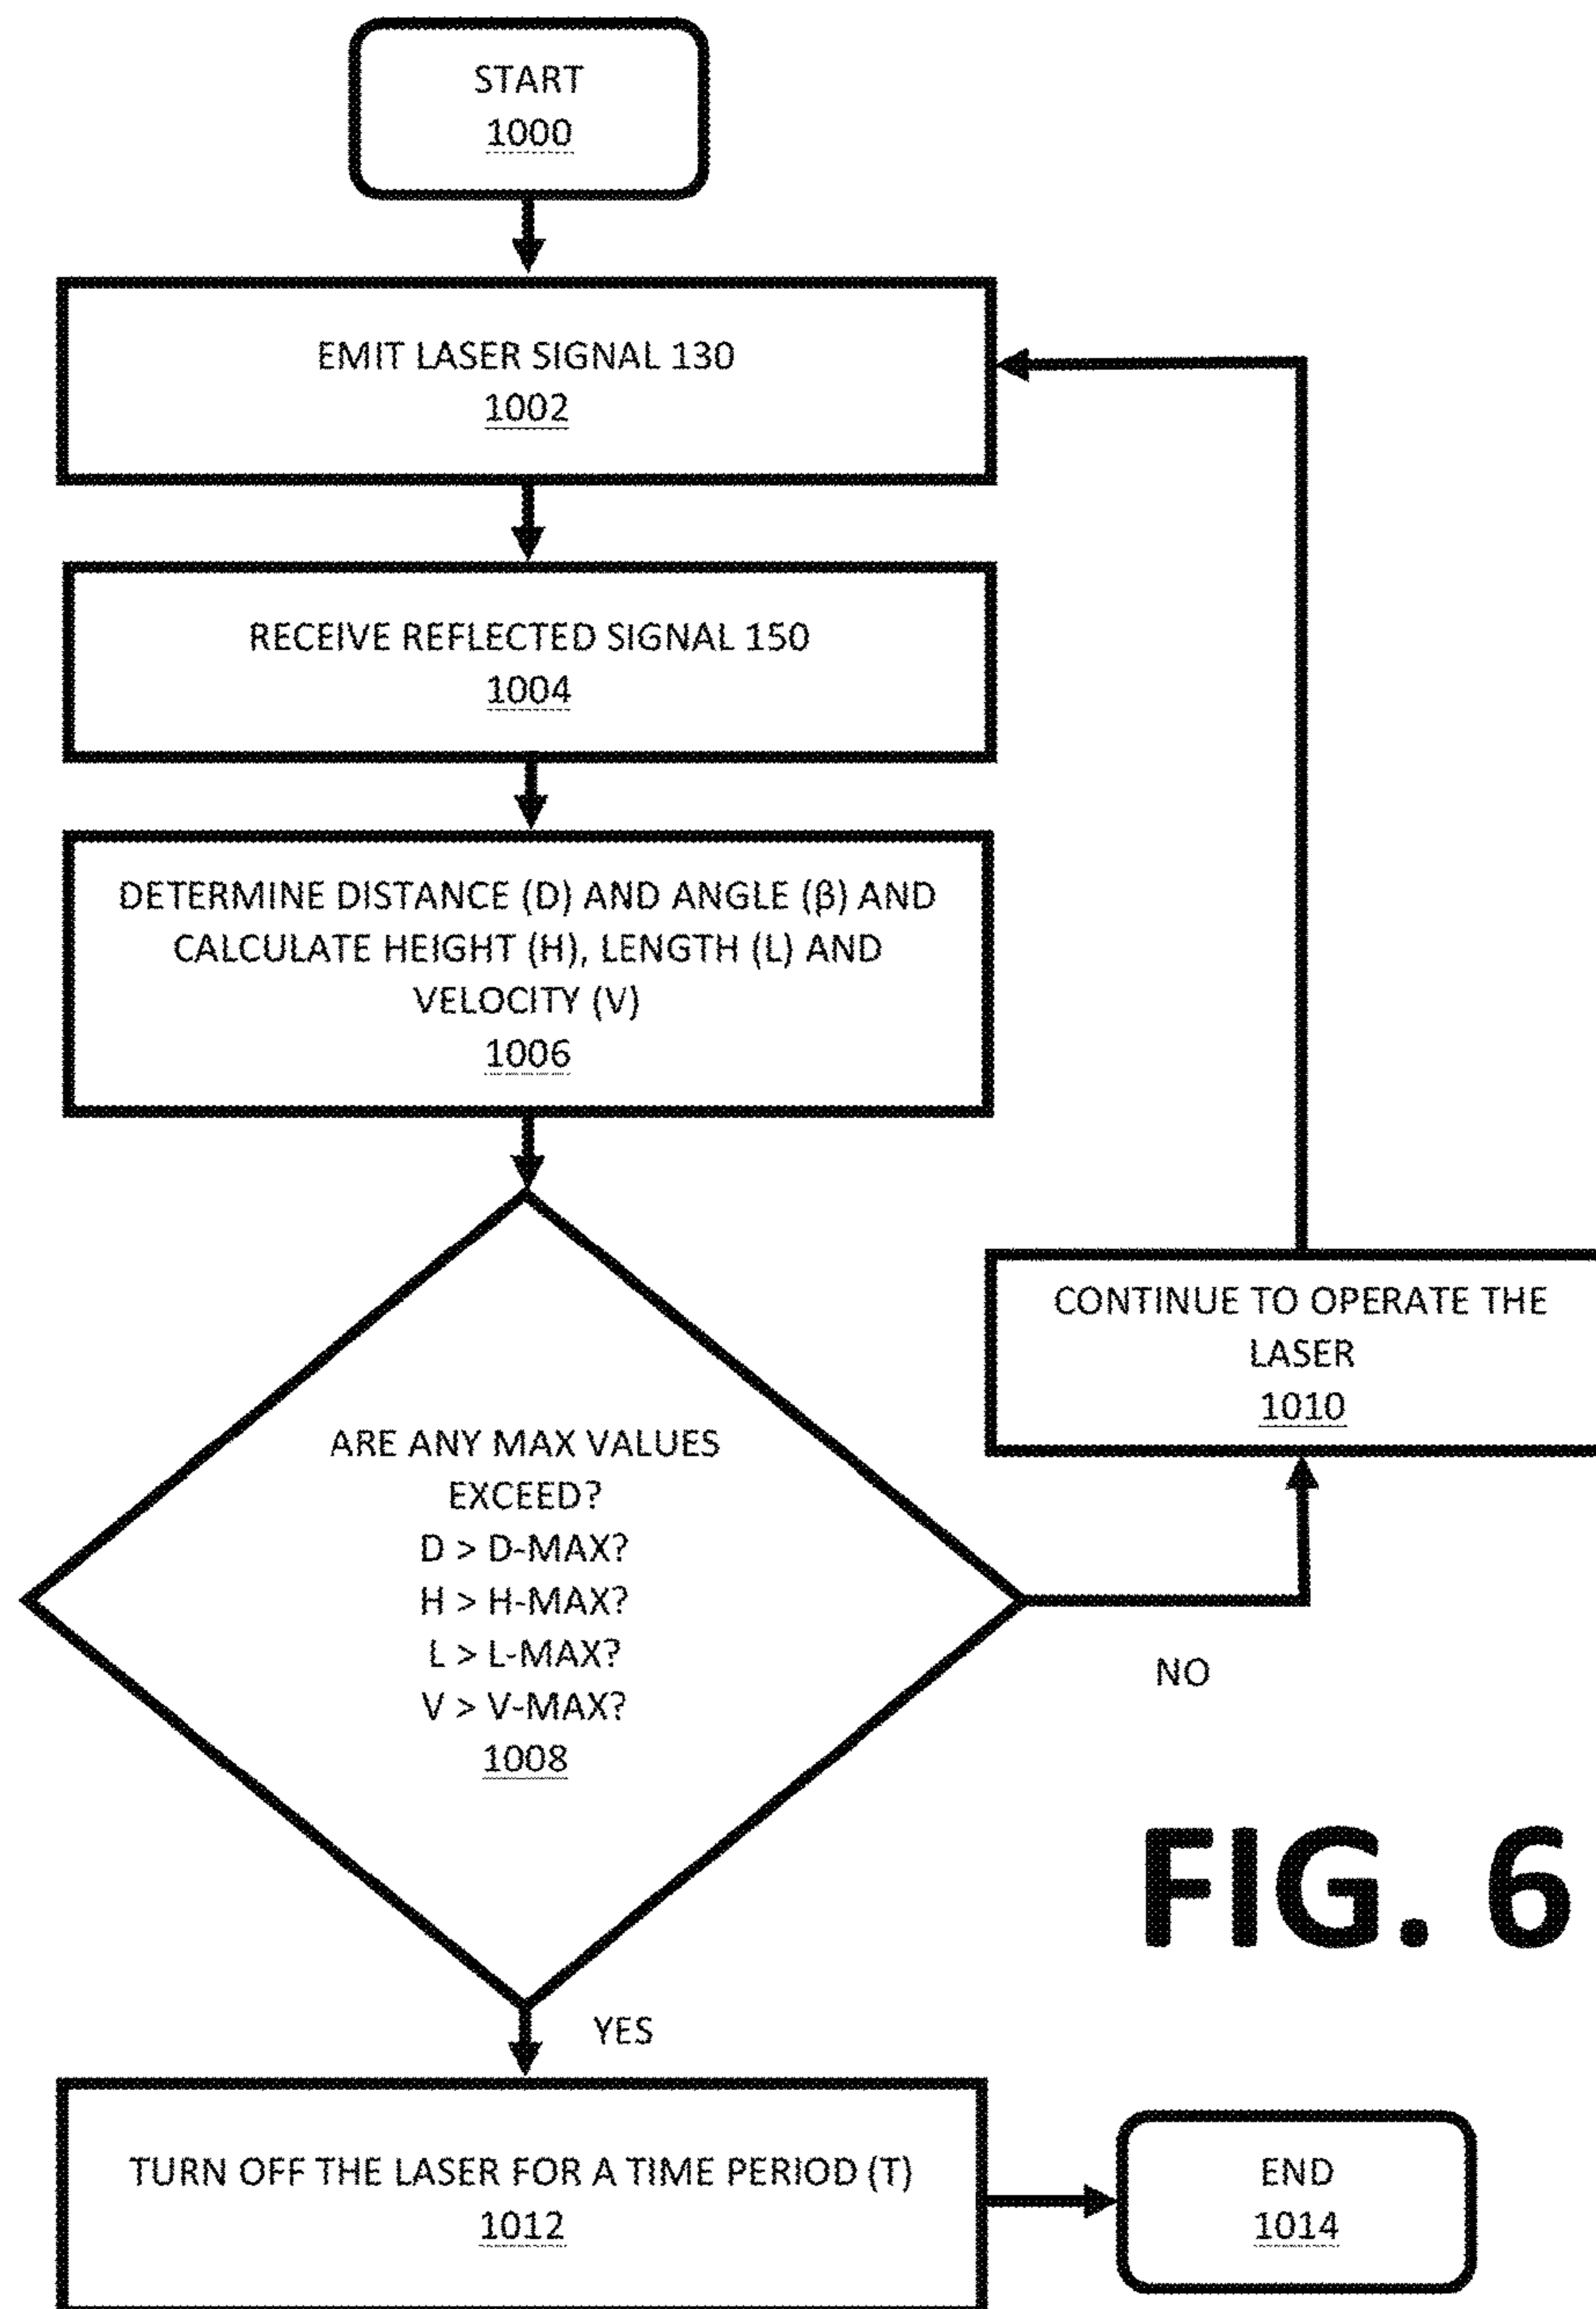 START
1000
EMIT LASER SIGNAL 130
1002
RECEIVE REFLECTED SIGNAL 150
1004
DETERMINE DISTANCE (D) AND ANGLE (β) AND
CALCULATE HEIGHT (H), LENGTH (L) AND
VELOCITY (V)
1006
CONTINUE TO OPERATE THE
LASER
1010
ARE ANY MAX VALUES
EXCEED?
D > D-MAX?
H > H-MAX?
L > L-MAX?
V > V-MAX?
1008
NO
FIG. 6
YES
TURN OFF THE LASER FOR A TIME PERIOD (T)
1012
END
1014